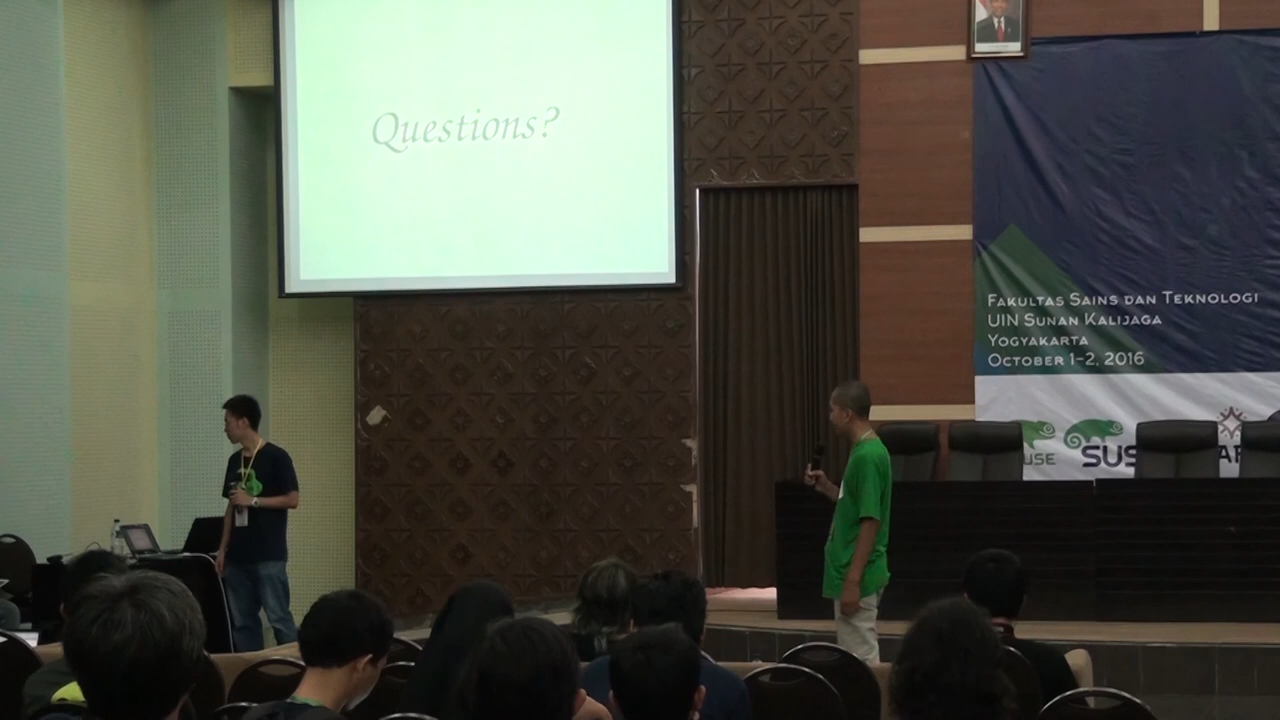 Questions?
Fakultas Sains dan Teknologi
UIN Sunan Kalijaga
Yogyakarta
October 1-2, 2016
USE
SUS